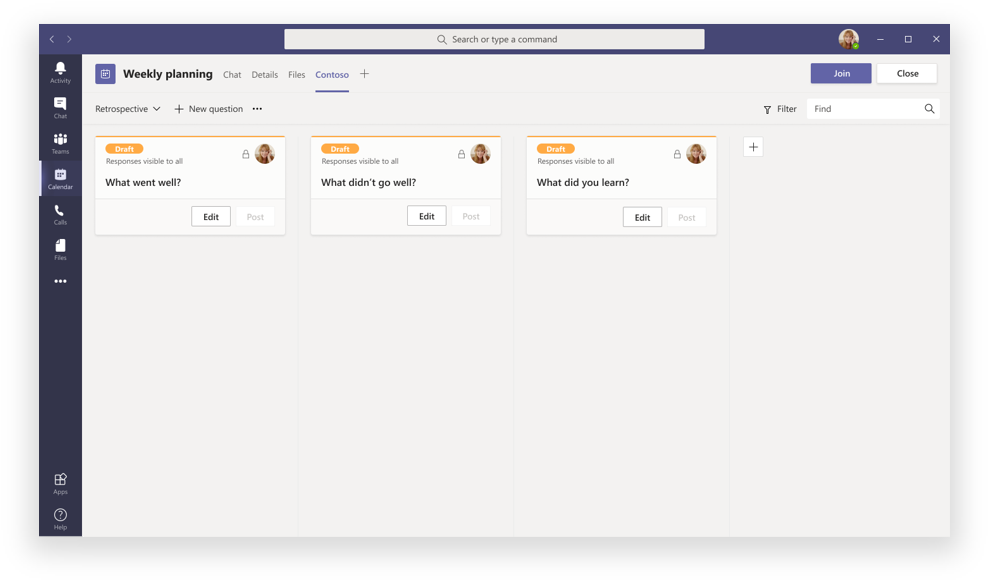 Search or type a command
Activity
Chat
Teams
Calendar
Calls
Files
Apps
Help
Weekly planning Chat Details Files Contoso
Join Close
Retrospective New question
Filter Find
Draft
Responses visible to all
What went well?
Edit Post
Draft
Responses visible to all
What didn't go well?
Edit Post
Draft
Responses visible to all
What did you learn?
Edit Post